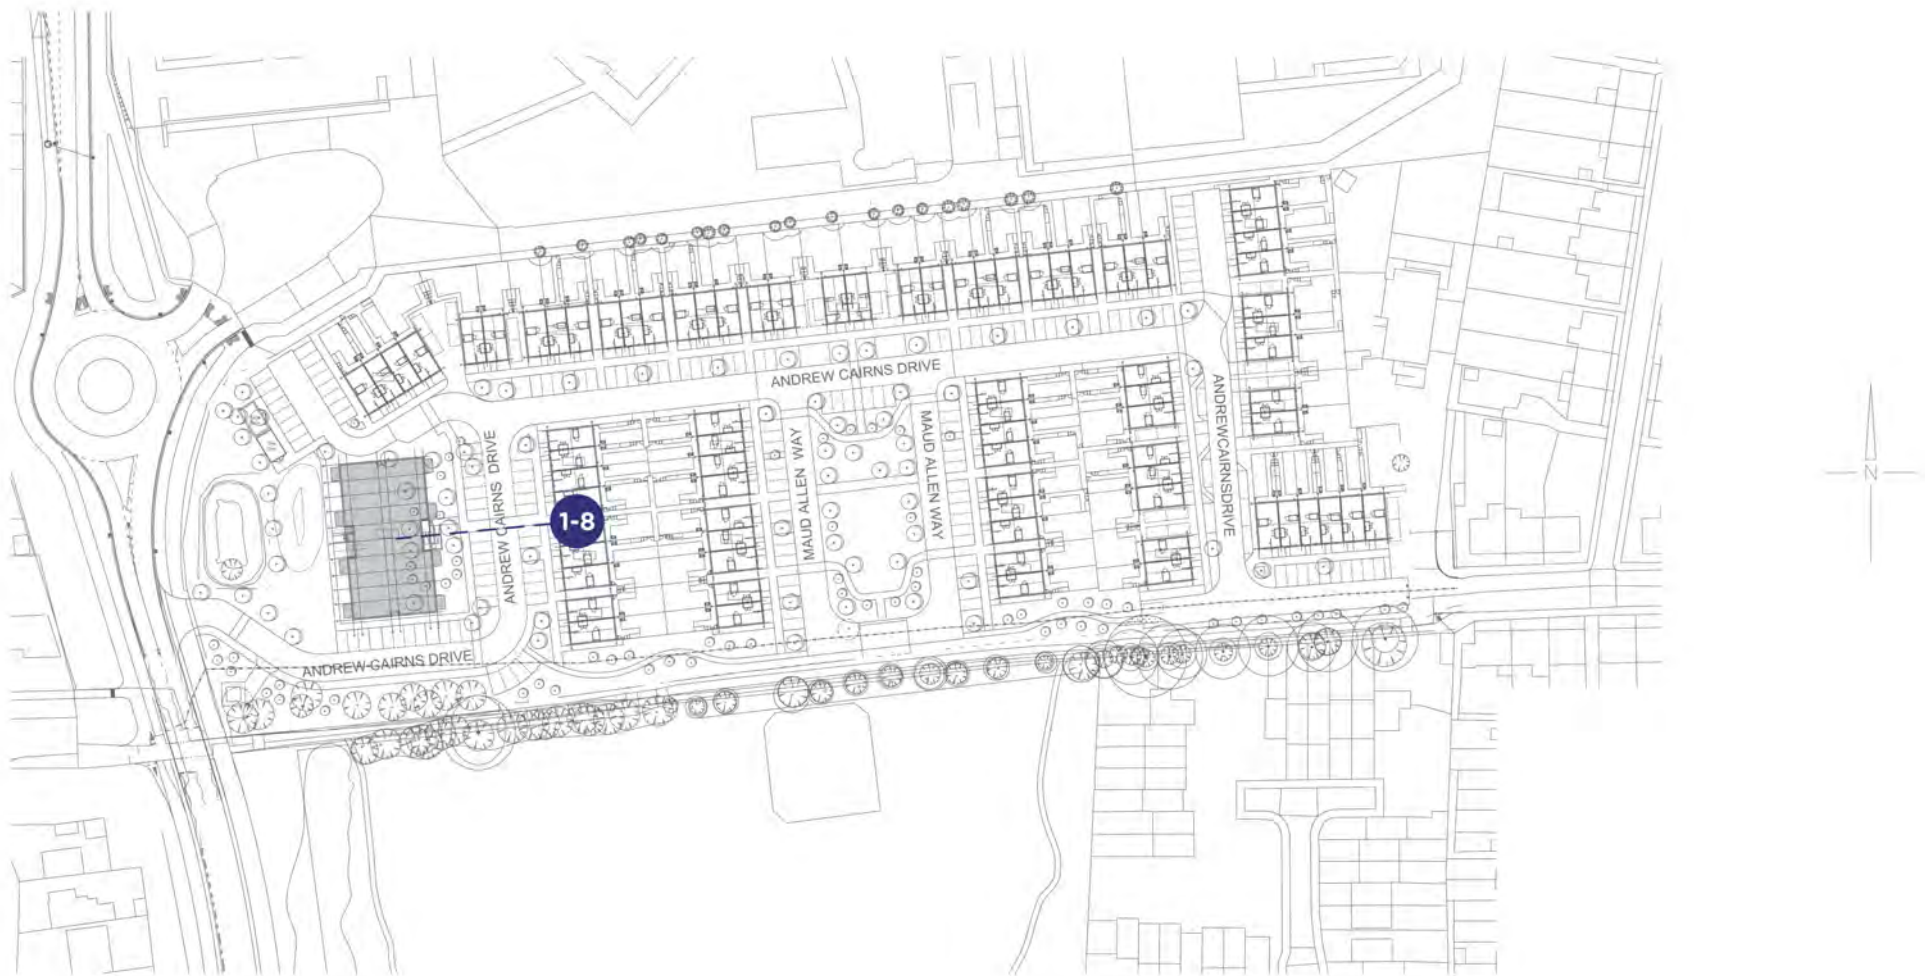 ANDREW CAIRNS DRIVE
ANDREW CAIRNS DRIVE
1-8
MAUD ALLEN WAY
MAUD ALLEN WAY
ANDREWCAIRNSDRIVE
ANDREW-CAIRNS DRIVE
N